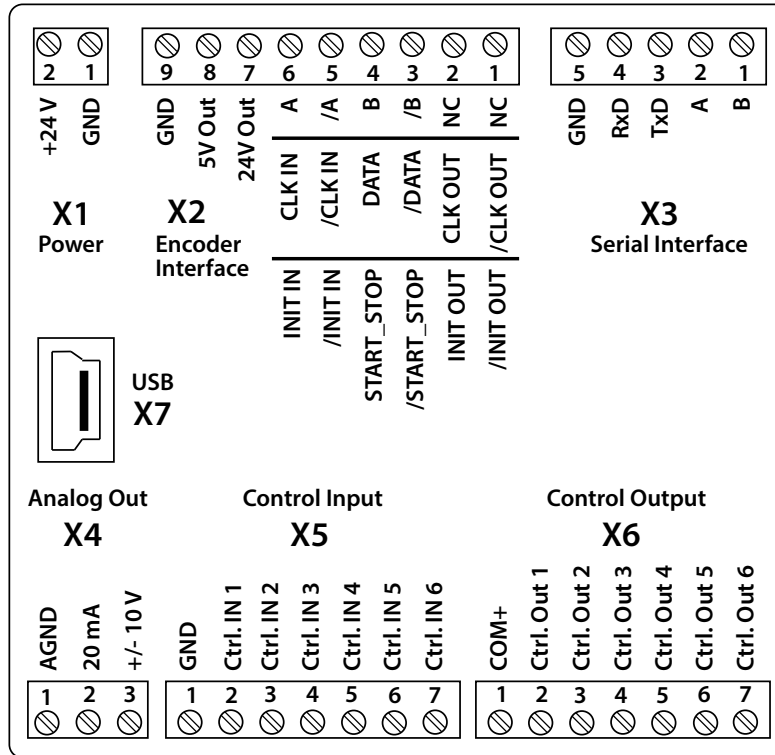 2 1
9 8 7 6 5 4 3 2 1
5 4 3 2 1
+24 V
GND
GND
5V Out
24V Out
A
/A
B
/B
NC
NC
GND
RxD
TxD
A
B
CLK IN
/CLK IN
DATA
/DATA
CLK OUT
/CLK OUT
X1
Power
X2
Encoder
Interface
X3
Serial Interface
INIT IN
/INIT IN
START_STOP
/START_STOP
INIT OUT
/INIT OUT
USB
X7
Analog Out
X4
Control Input
X5
Control Output
X6
AGND
20 mA
+/- 10 V
GND
Ctrl. IN 1
Ctrl. IN 2
Ctrl. IN 3
Ctrl. IN 4
Ctrl. IN 5
Ctrl. IN 6
COM+
Ctrl. Out 1
Ctrl. Out 2
Ctrl. Out 3
Ctrl. Out 4
Ctrl. Out 5
Ctrl. Out 6
1 2 3
1 2 3 4 5 6 7
1 2 3 4 5 6 7